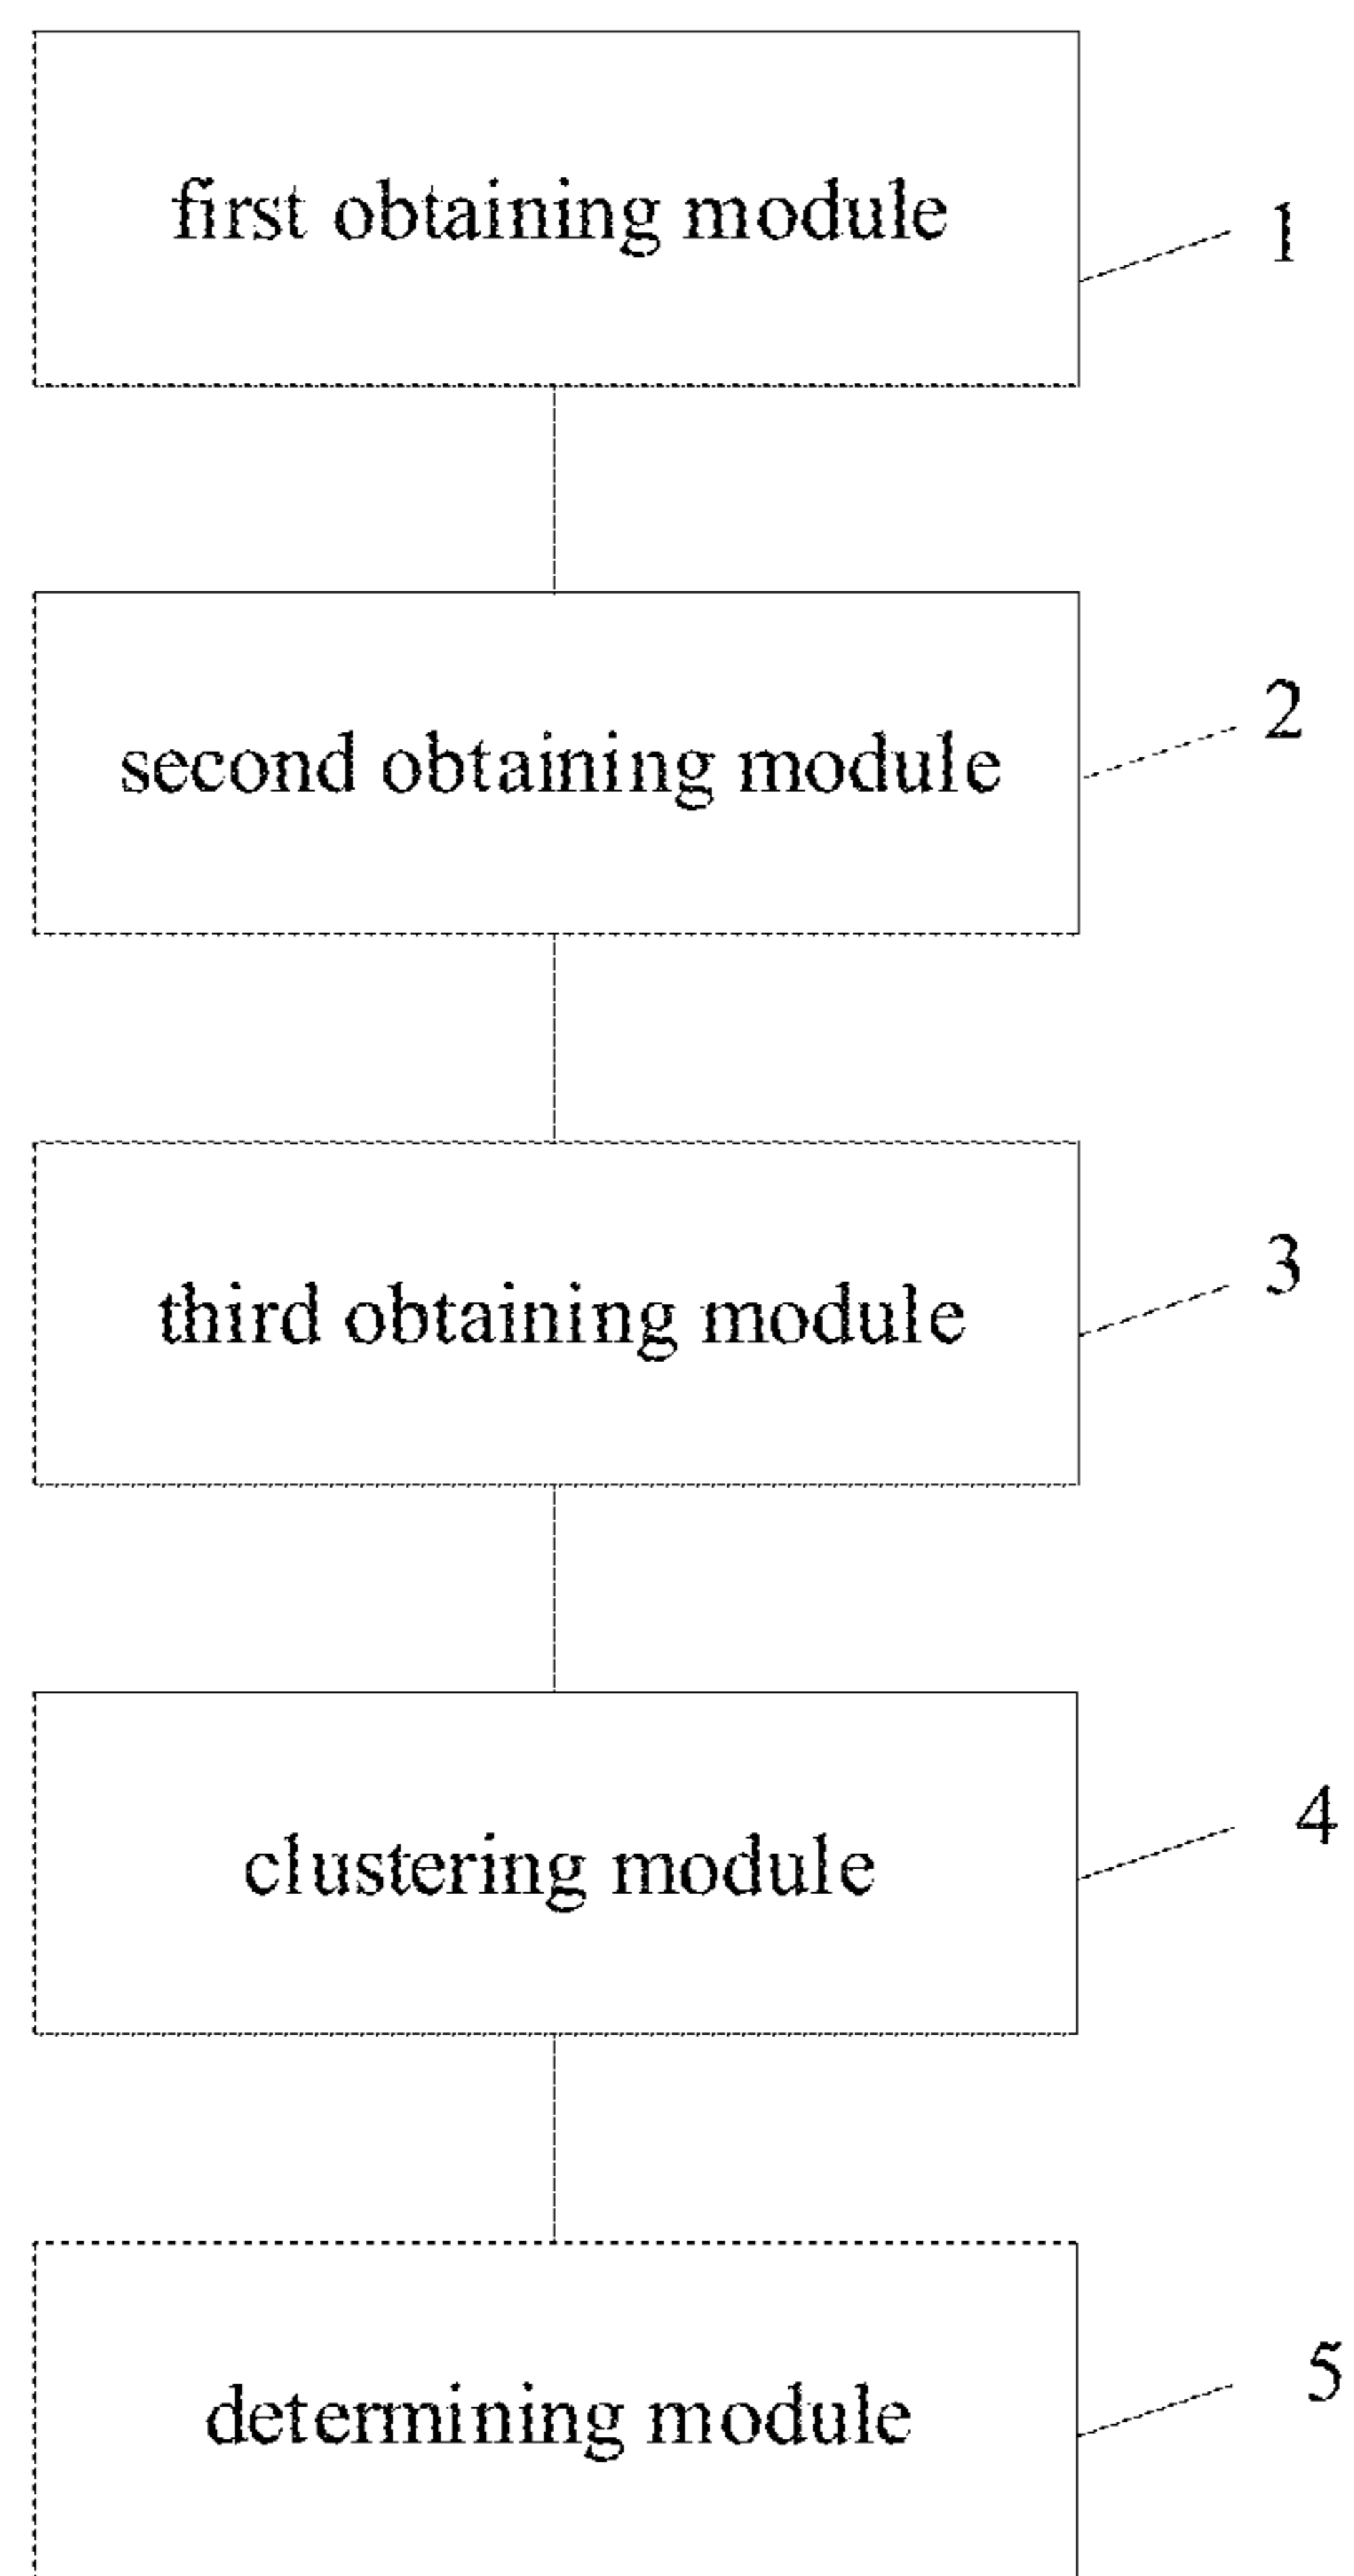 first obtaining module
1
second obtaining module
2
third obtaining module
3
clustering module
4
determining module
5